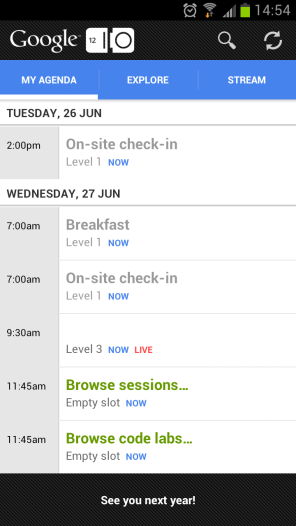 14:54
Google 12 I/O
MY AGENDA EXPLORE STREAM
TUESDAY, 26 JUN
2:00pm On-site check-in
Level 1 NOW
WEDNESDAY, 27 JUN
7:00am Breakfast
Level 1 NOW
7:00am On-site check-in
Level 1 NOW
9:30am
Level 3 NOW LIVE
11:45am Browse sessions...
Empty slot NOW
11:45am Browse code labs...
Empty slot NOW
See you next year!